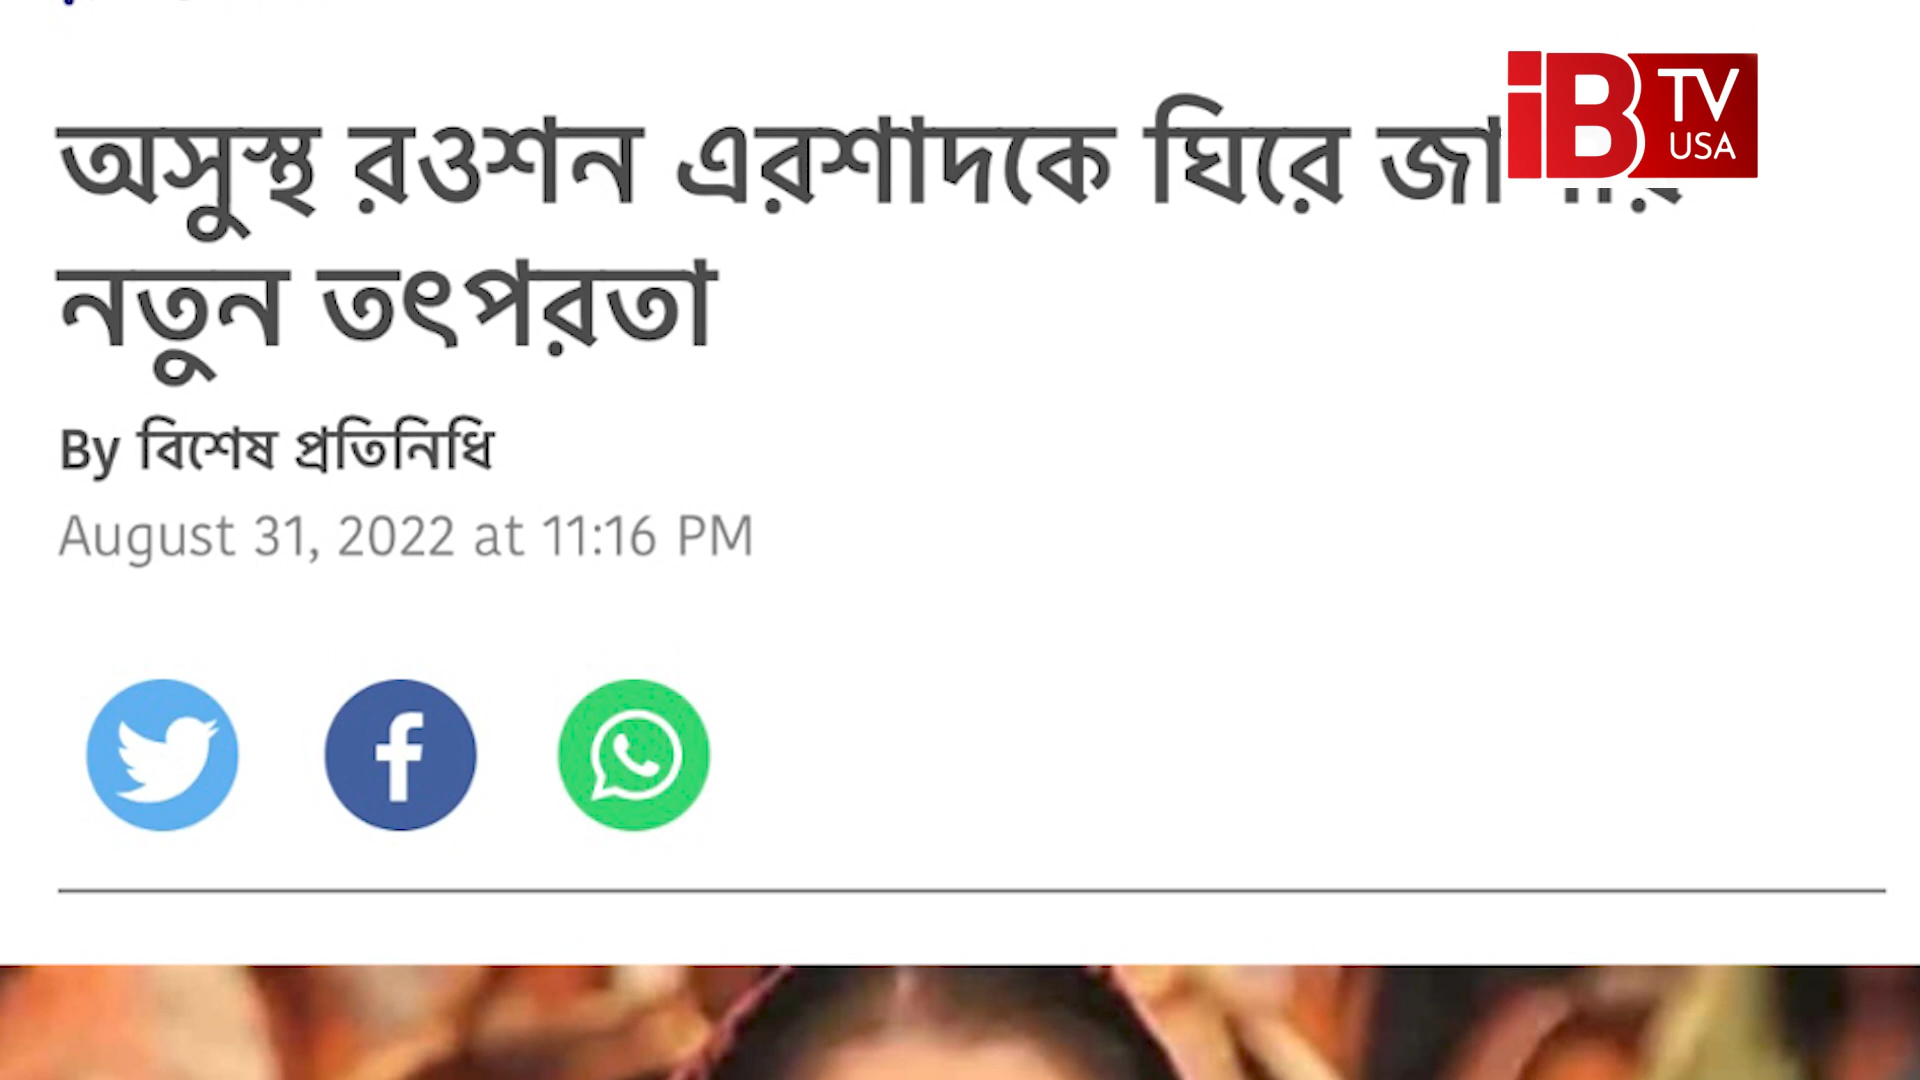 অসুস্থ রওশন এরশাদকে ঘিরে
নতুন তৎপরতা
By বিশেষ প্রতিনিধি
August 31, 2022 at 11:16 PM
iB TV USA